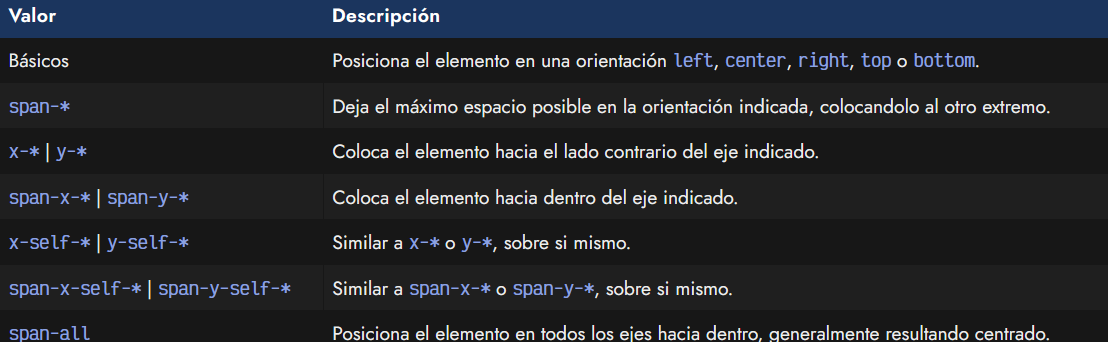 Valor Descripción
Básicos Posiciona el elemento en una orientación left, center, right, top o bottom.
span-* Deja el máximo espacio posible en la orientación indicada, colocandolo al otro extremo.
x-* | y-* Coloca el elemento hacia el lado contrario del eje indicado.
span-x-* | span-y-* Coloca el elemento hacia dentro del eje indicado.
x-self-* | y-self-* Similar a x-* o y-*, sobre si mismo.
span-x-self-* | span-y-self-* Similar a span-x-* o span-y-*, sobre si mismo.
span-all Posiciona el elemento en todos los ejes hacia dentro, generalmente resultando centrado.